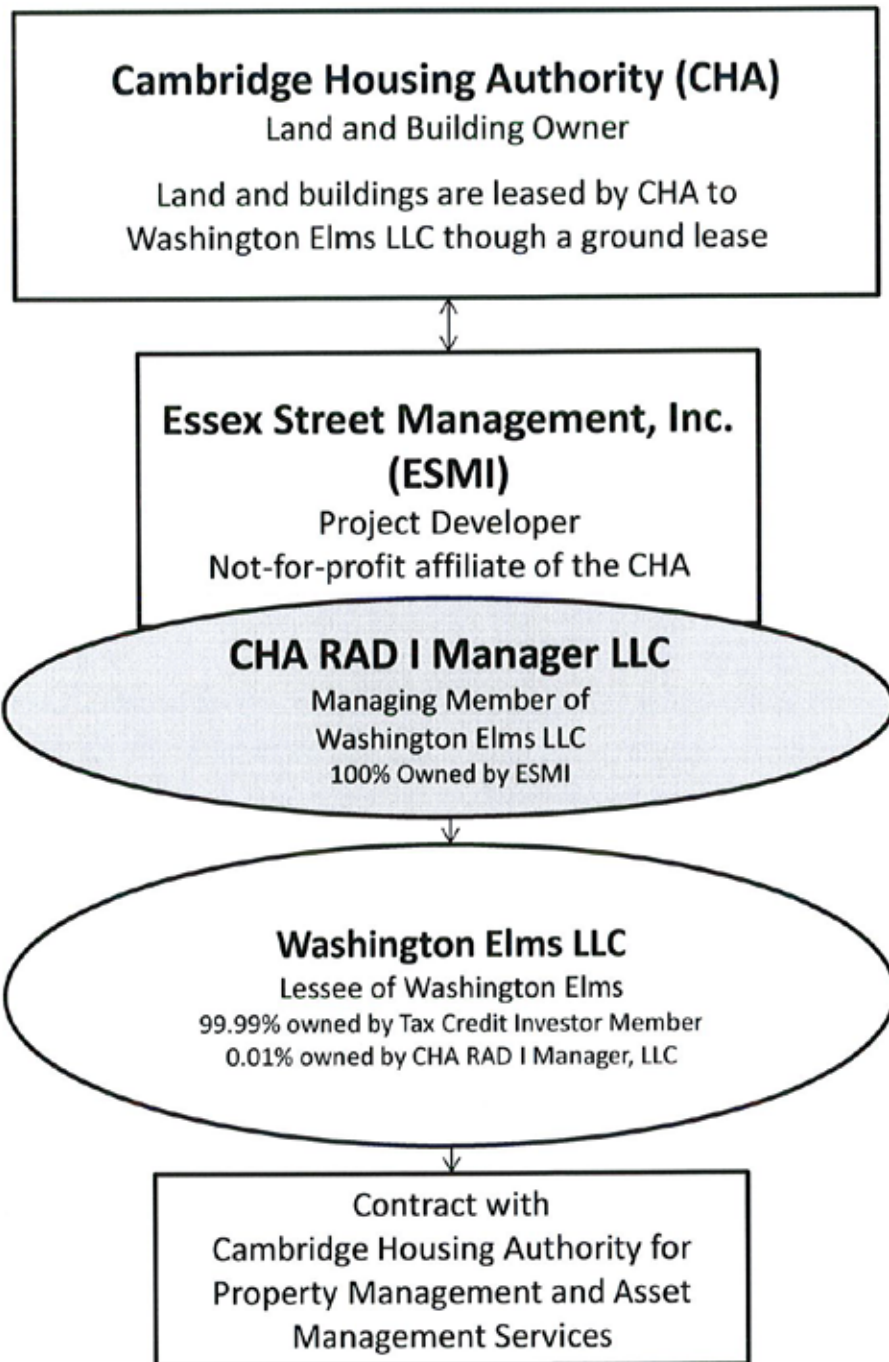 Cambridge Housing Authority (CHA)
Land and Building Owner
Land and buildings are leased by CHA to
Washington Elms LLC though a ground lease
Essex Street Management, Inc.
(ESMI)
Project Developer
Not-for-profit affiliate of the CHA
CHA RAD I Manager LLC
Managing Member of
Washington Elms LLC
100% Owned by ESMI
Washington Elms LLC
Lessee of Washington Elms
99.99% owned by Tax Credit Investor Member
0.01% owned by CHA RAD I Manager, LLC
Contract with
Cambridge Housing Authority for
Property Management and Asset
Management Services